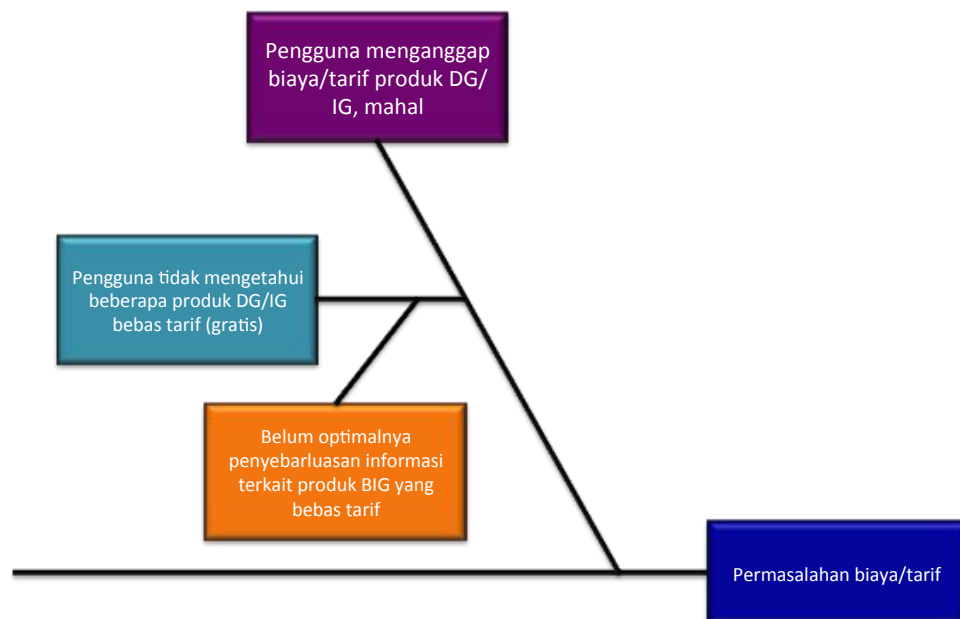 Pengguna menganggap
biaya/tarif produk DG/
IG, mahal
Pengguna tidak mengetahui
beberapa produk DG/IG
bebas tarif (gratis)
Belum optimalnya
penyebarluasan informasi
terkait produk BIG yang
bebas tarif
Permasalahan biaya/tarif